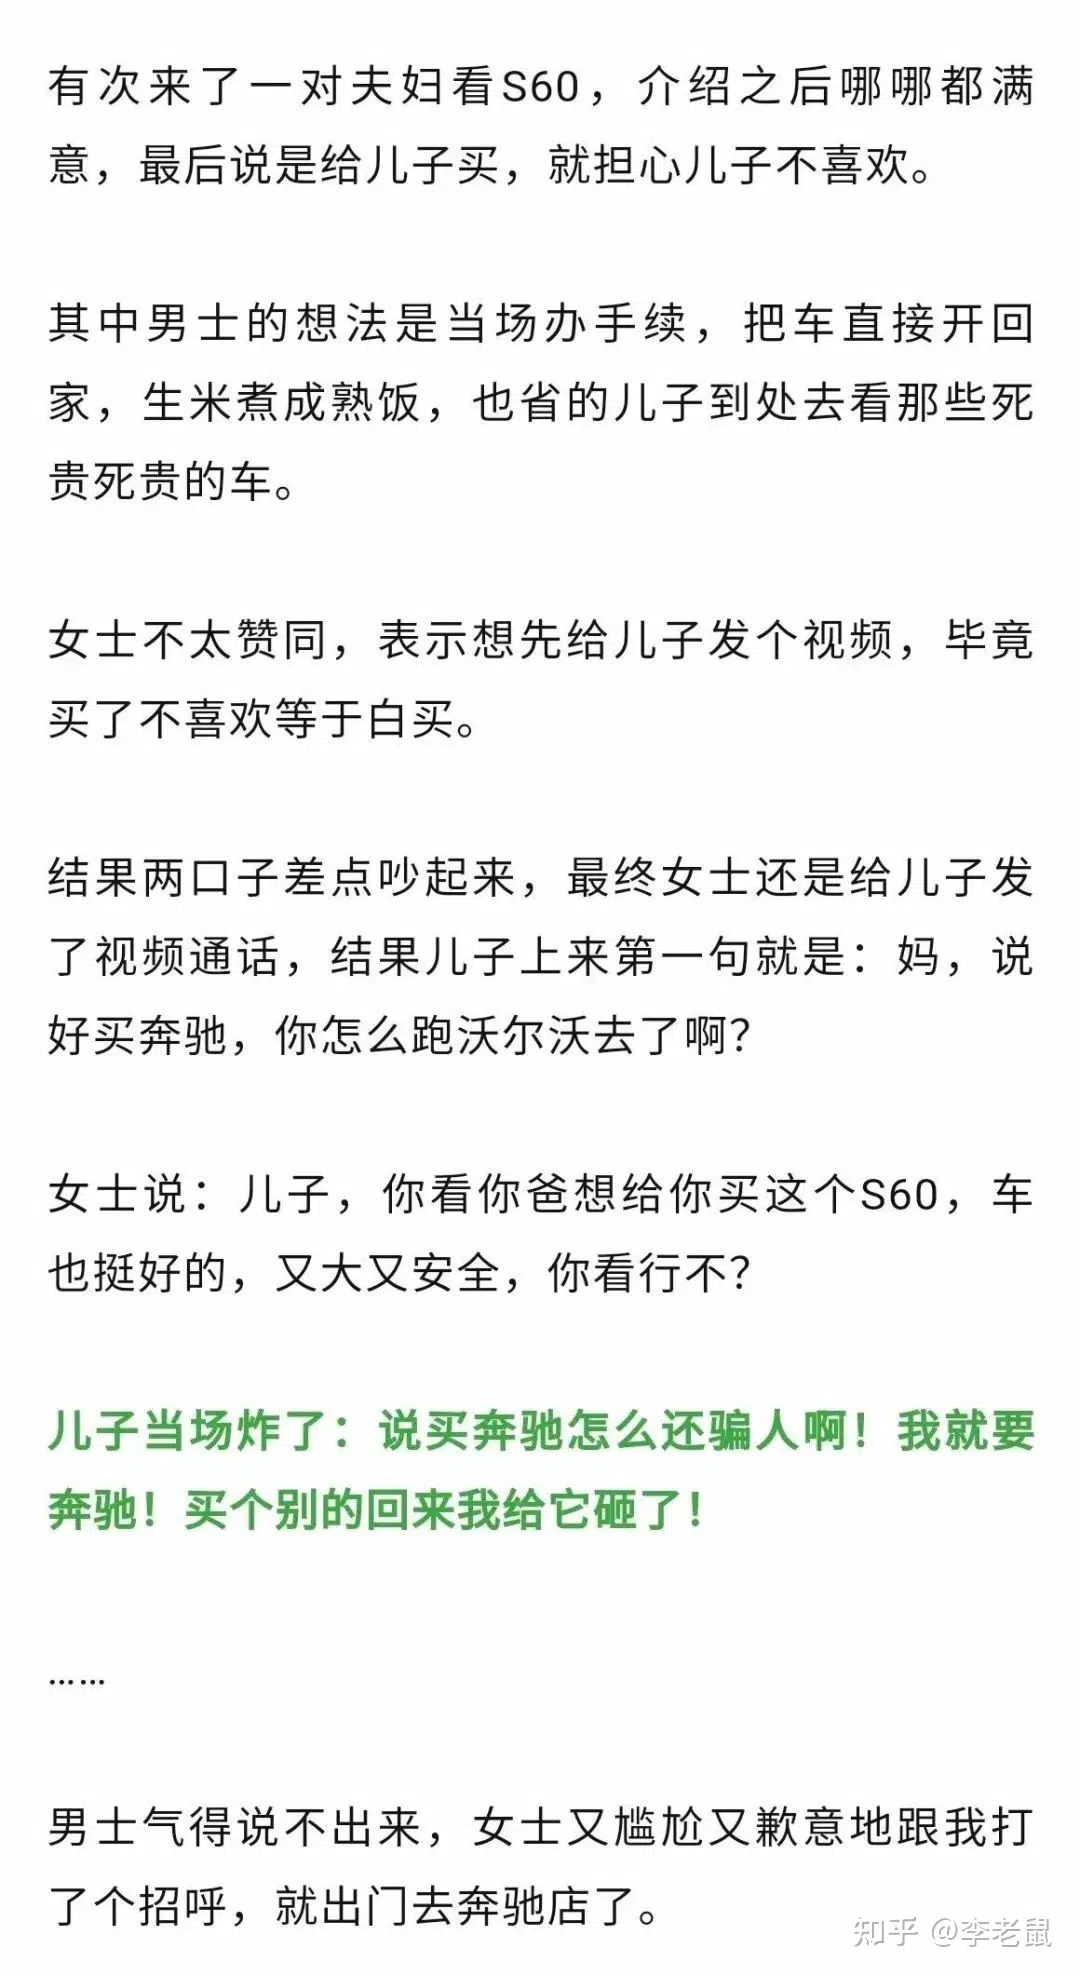 有次来了一对夫妇看S60，介绍之后哪哪都满
意，最后说是给儿子买，就担心儿子不喜欢。
其中男士的想法是当场办手续，把车直接开回
家，生米煮成熟饭，也省的儿子到处去看那些死
贵死贵的车。
女士不太赞同，表示想先给儿子发个视频，毕竟
买了不喜欢等于白买。
结果两口子差点吵起来，最终女士还是给儿子发
了视频通话，结果儿子上来第一句就是：妈，说
好买奔驰，你怎么跑沃尔沃去了啊？
女士说：儿子，你看你爸想给你买这个S60，车
也挺好的，又大又安全，你看行不？
儿子当场炸了：说买奔驰怎么还骗人啊！我就要
奔驰！买个别的回来我给它砸了！
……
男士气得说不出来，女士又尴尬又歉意地跟我打
了个招呼，就出门去奔驰店了。
知乎 @李老鼠